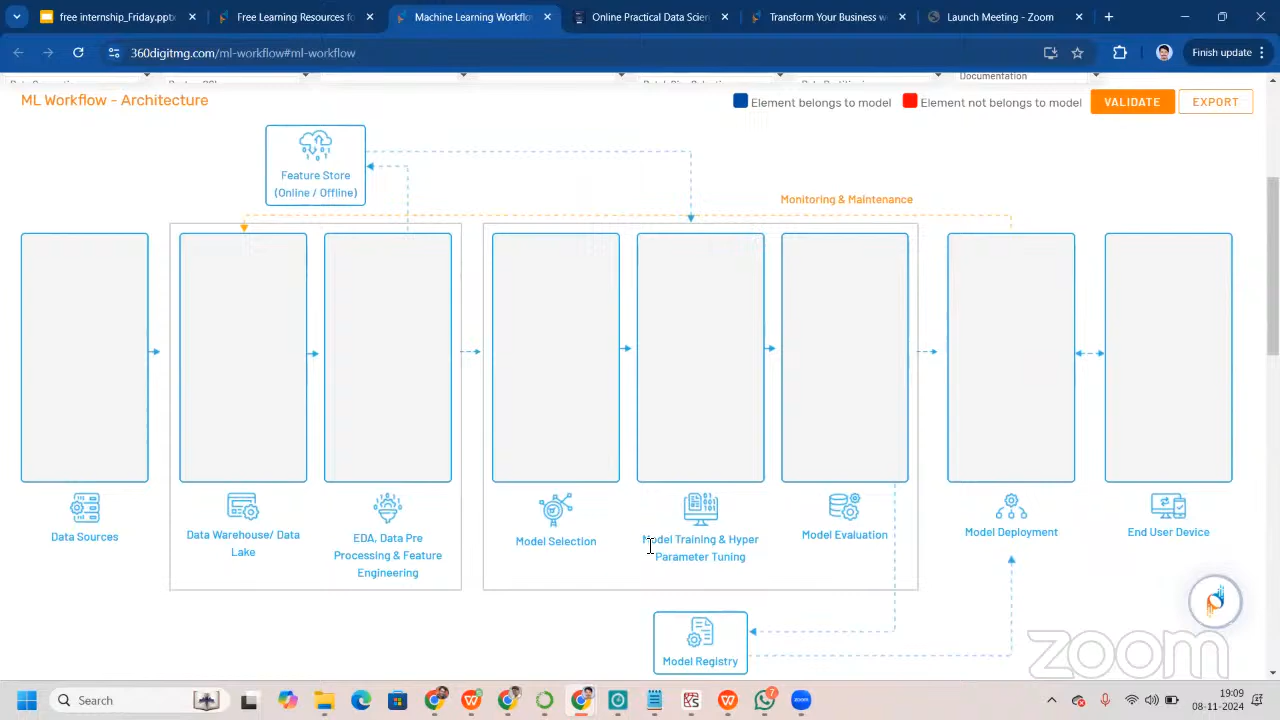 free internship_Friday.pptx
Free Learning Resources fo
Machine Learning Workflow
Online Practical Data Scien
Transform Your Business w
Launch Meeting - Zoom
360digitmg.com/ml-workflow#ml-workflow
Finish update
Documentation
ML Workflow - Architecture
Element belongs to model
Element not belongs to model
VALIDATE
EXPORT
Feature Store
(Online / Offline)
Monitoring & Maintenance
Data Sources
Data Warehouse/ Data
Lake
EDA, Data Pre
Processing & Feature
Engineering
Model Selection
Model Training & Hyper
Parameter Tuning
Model Evaluation
Model Deployment
End User Device
Model Registry
zoom
Search
7
19:09
08-11-2024